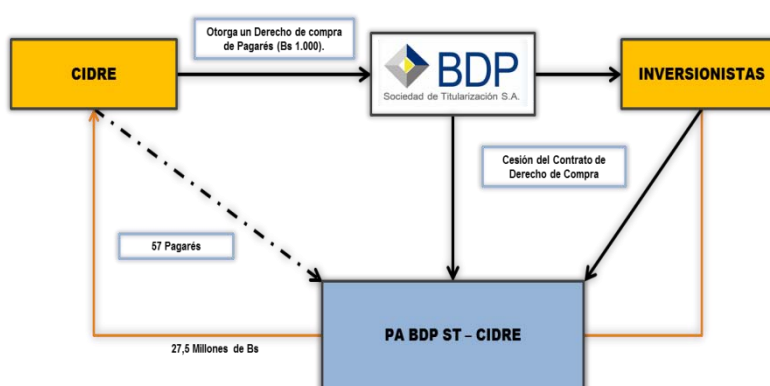 Otorga un Derecho de compra
de Pagarés (Bs 1.000).
CIDRE
BDP
Sociedad de Titularización S.A.
INVERSIONISTAS
Cesión del Contrato de
Derecho de Compra
57 Pagarés
PA BDP ST – CIDRE
27,5 Millones de Bs